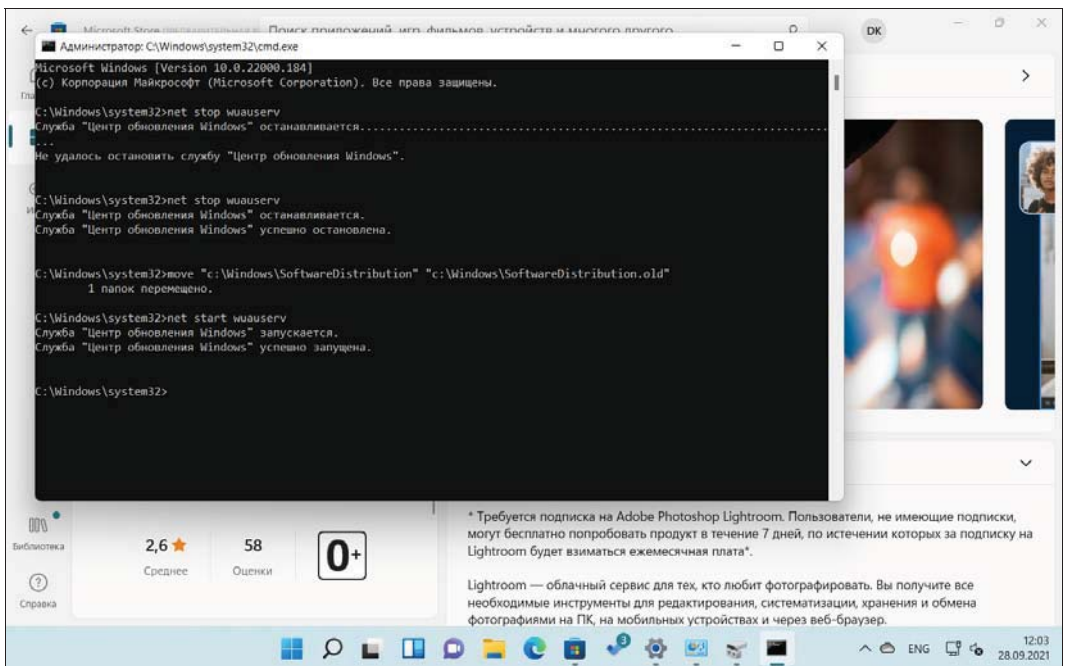 Microsoft Store
Поиск приложений, игр, фильмов, устройств и многого другого
DK
Администратор: C:\Windows\system32\cmd.exe
Microsoft Windows [Version 10.0.22000.184]
(c) Корпорация Майкрософт (Microsoft Corporation). Все права защищены.
C:\Windows\system32>net stop wuauserv
Служба "Центр обновления Windows" останавливается.......................................................................
...
Не удалось остановить службу "Центр обновления Windows".
C:\Windows\system32>net stop wuauserv
Служба "Центр обновления Windows" останавливается.
Служба "Центр обновления Windows" успешно остановлена.
C:\Windows\system32>move "c:\Windows\SoftwareDistribution" "c:\Windows\SoftwareDistribution.old"
1 папок перемещено.
C:\Windows\system32>net start wuauserv
Служба "Центр обновления Windows" запускается.
Служба "Центр обновления Windows" успешно запущена.
C:\Windows\system32>
Библиотека
Справка
2,6
58
0+
Среднее
Оценки
* Требуется подписка на Adobe Photoshop Lightroom. Пользователи, не имеющие подписки,
могут бесплатно попробовать продукт в течение 7 дней, по истечении которых за подписку на
Lightroom будет взиматься ежемесячная плата*.
Lightroom — облачный сервис для тех, кто любит фотографировать. Вы получите все
необходимые инструменты для редактирования, систематизации, хранения и обмена
фотографиями на ПК, на мобильных устройствах и через веб-браузер.
3
ENG
12:03
28.09.2021